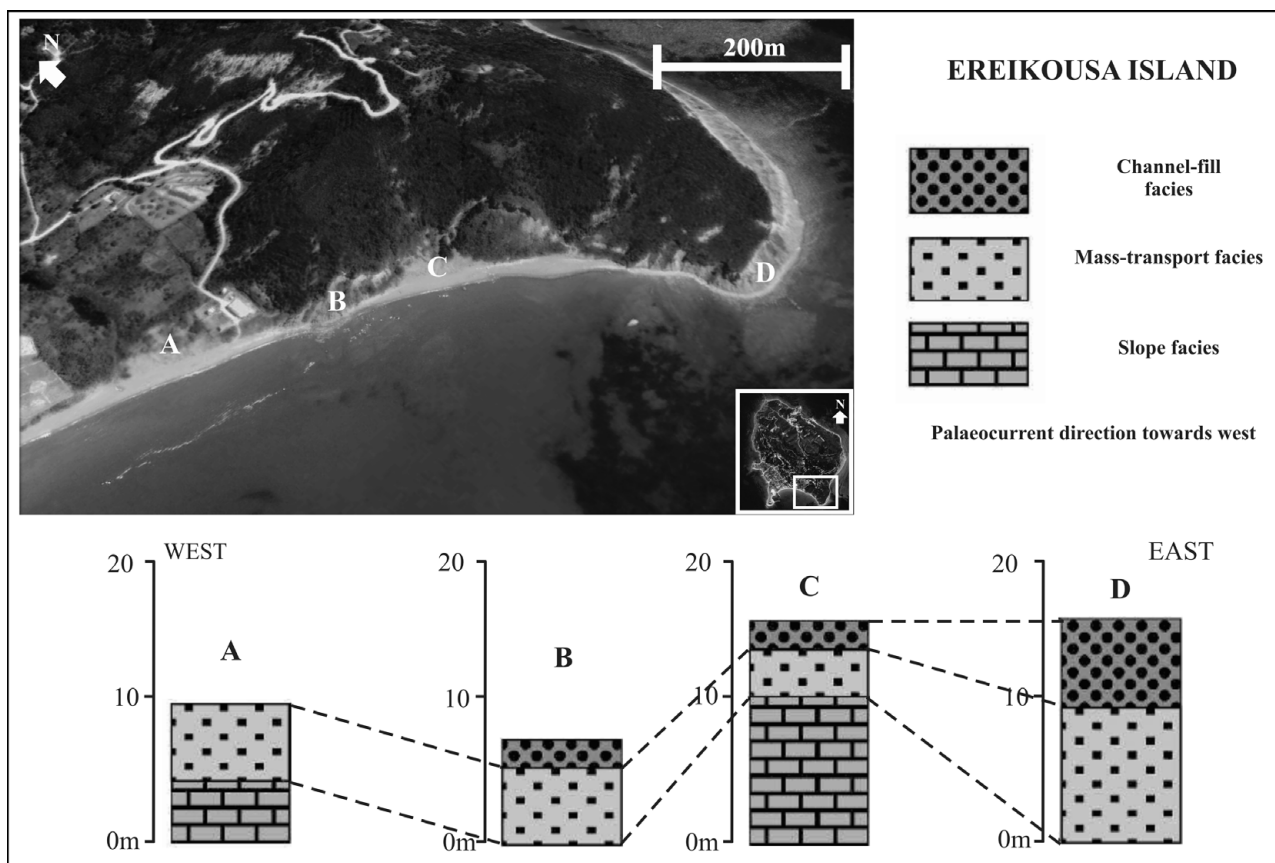 N
200m
A
B
C
D
N
EREIKOUSA ISLAND
Channel-fill
facies
Mass-transport facies
Slope facies
Palaeocurrent direction towards west
WEST
EAST
20
10
0m
A
20
10
0m
B
20
10
0m
C
20
10
0m
D